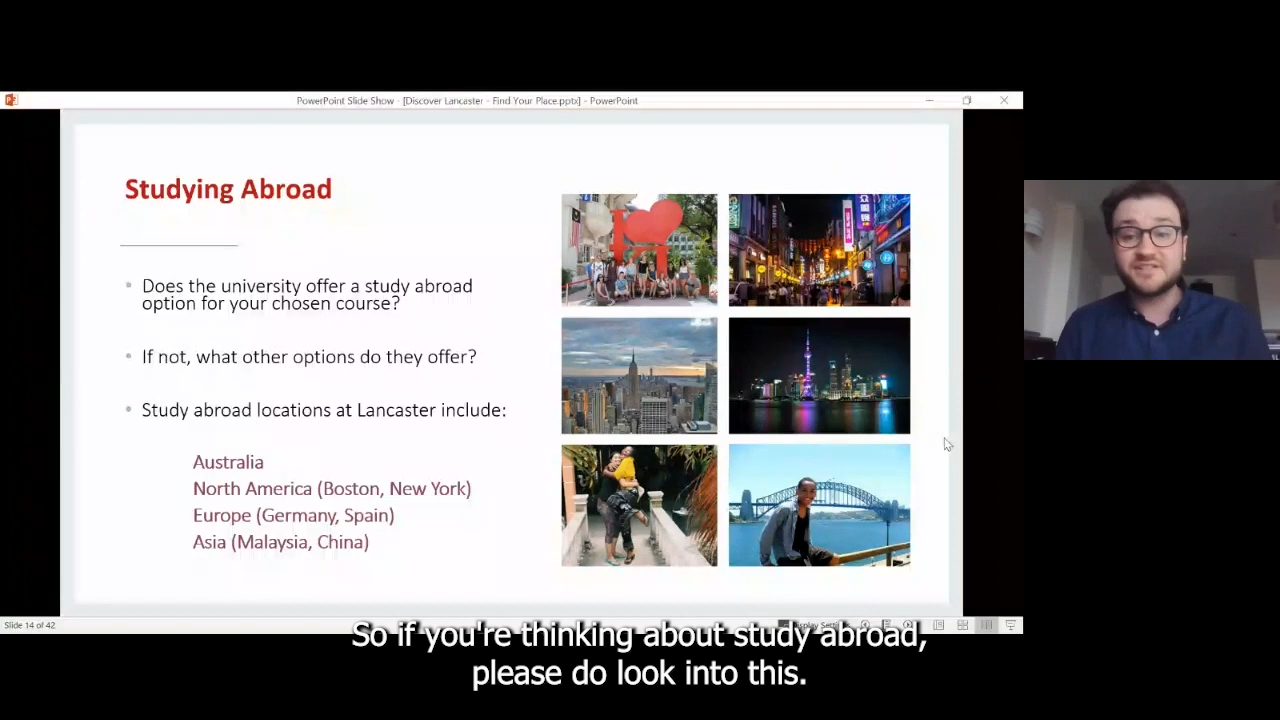 PowerPoint Slide Show - [Discover Lancaster - Find Your Place.pptx] - PowerPoint
Studying Abroad
Does the university offer a study abroad
option for your chosen course?
If not, what other options do they offer?
Study abroad locations at Lancaster include:
Australia
North America (Boston, New York)
Europe (Germany, Spain)
Asia (Malaysia, China)
I
Slide 14 of 42
So if you're thinking about study abroad,
please do look into this.